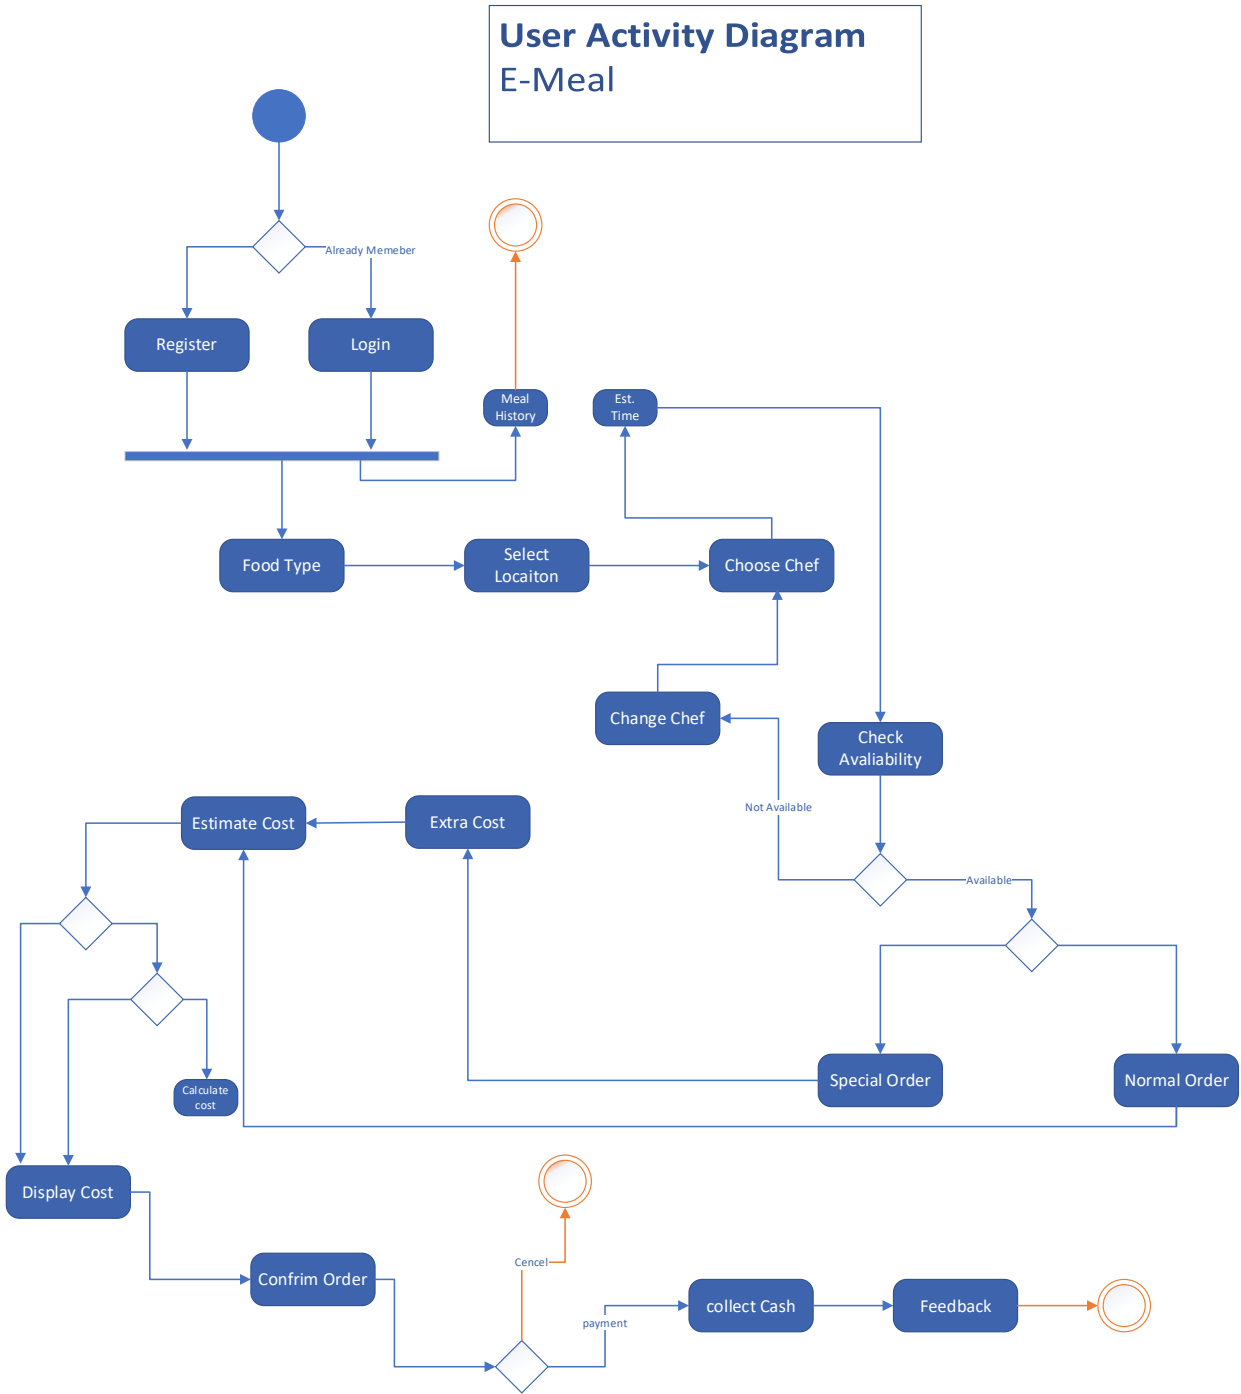 User Activity Diagram
E-Meal
Already Memeber
Register
Login
Meal
History
Est.
Time
Food Type
Select
Locaiton
Choose Chef
Change Chef
Check
Avaliability
Not Available
Available
Estimate Cost
Extra Cost
Calculate
cost
Special Order
Normal Order
Display Cost
Cencel
Confrim Order
payment
collect Cash
Feedback